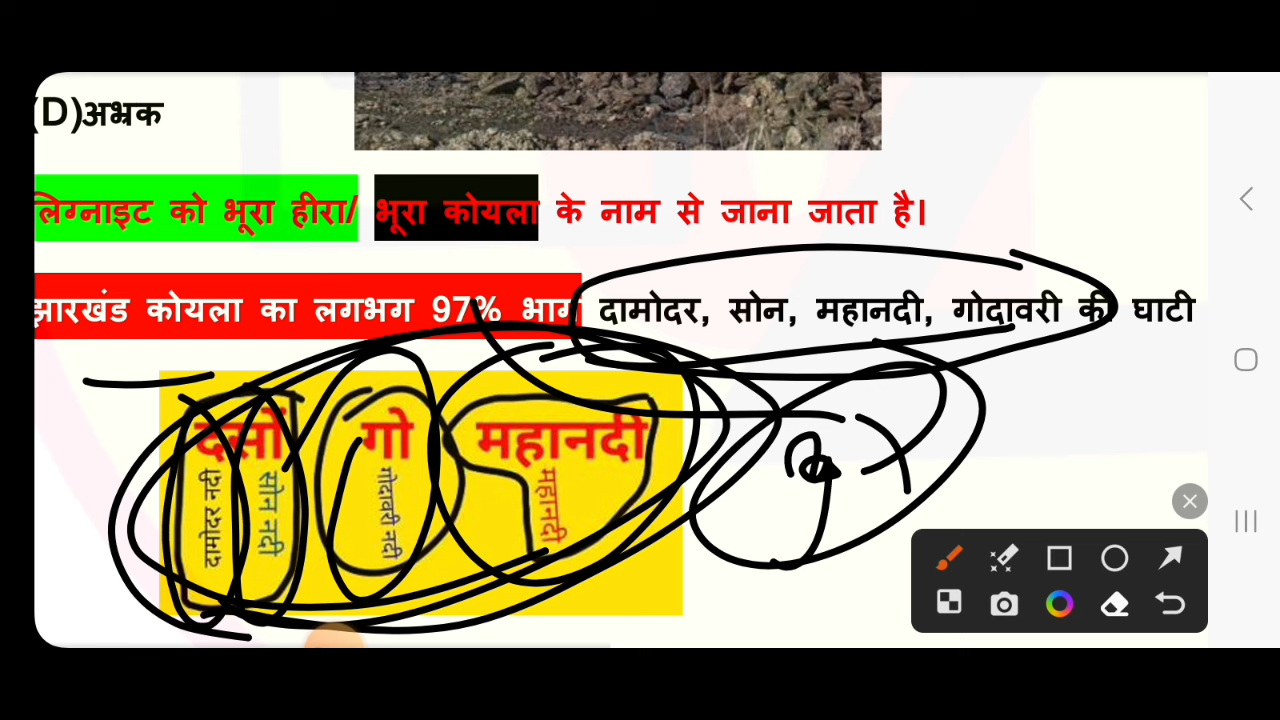 (D)अभ्रक
लिग्नाइट को भूरा हीरा/ भूरा कोयला के नाम से जाना जाता है।
झारखंड कोयला का लगभग 97% भाग दामोदर, सोन, महानदी, गोदावरी की घाटी
दसों गो महानदी
दामोदर नदी सोन नदी गोदावरी नदी महानदी